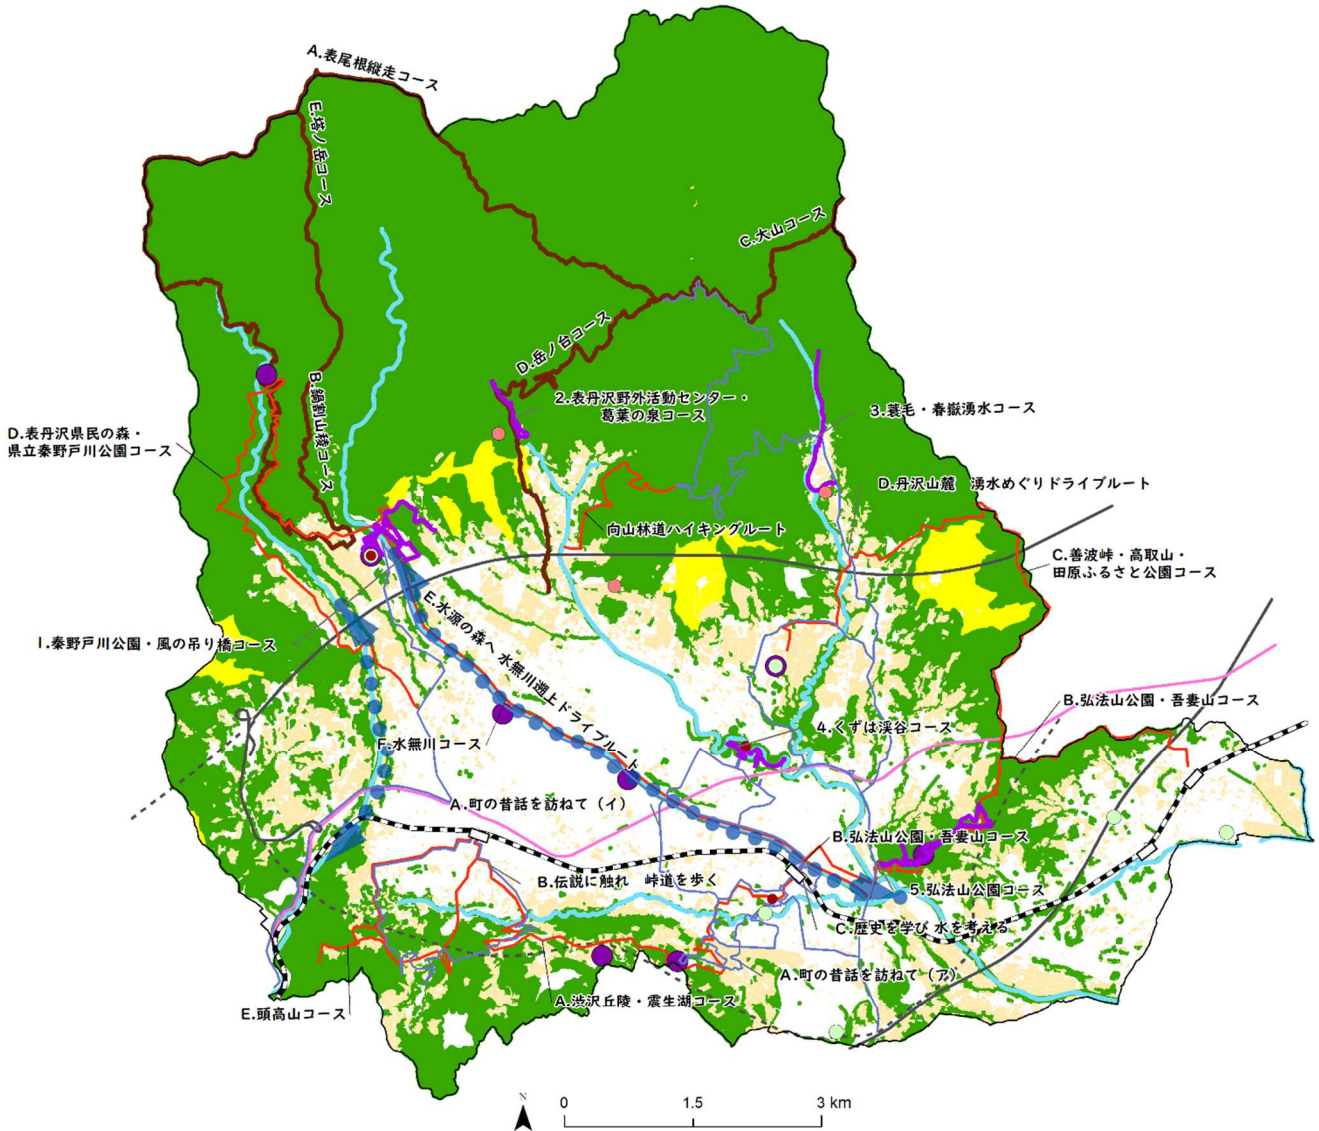 A.表尾根縦走コース
E.塔ノ岳コース
C.大山コース
D.岳ノ台コース
B.鍋割山稜コース
2.表丹沢野外活動センター・
葛葉の泉コース
3.蓑毛・春嶽湧水コース
D.表丹沢県民の森・
県立秦野戸川公園コース
D.丹沢山麓 湧水めぐりドライブルート
向山林道ハイキングルート
C.善波峠・高取山・
田原ふるさと公園コース
E.水源の森へ 水無川遡上ドライブルート
1.秦野戸川公園・風の吊り橋コース
B.弘法山公園・吾妻山コース
4.くずは渓谷コース
F.水無川コース
A.町の昔話を訪ねて（イ）
B.弘法山公園・吾妻山コース
B.伝説に触れ 峠道を歩く
5.弘法山公園コース
C.歴史を学び 水を考える
A.町の昔話を訪ねて（ア）
A.渋沢丘陵・震生湖コース
E.頭高山コース
N
0 1.5 3 km